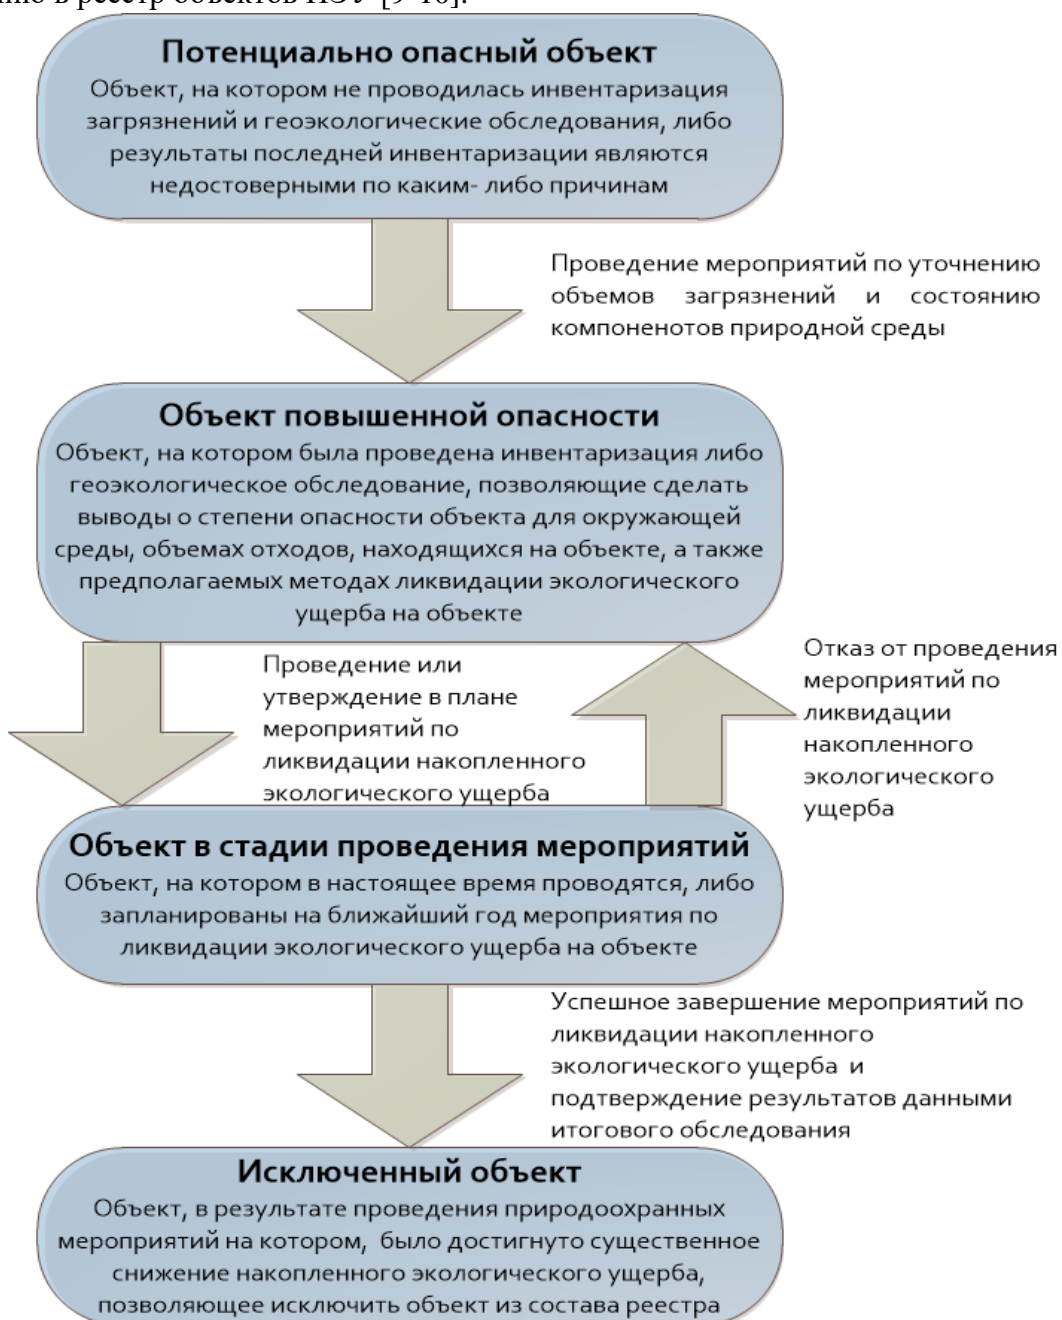 в реестр объектов НЭУ [9-10].
Потенциально опасный объект
Объект, на котором не проводилась инвентаризация
загрязнений и геоэкологические обследования, либо
результаты последней инвентаризации являются
недостоверными по каким- либо причинам
Проведение мероприятий по уточнению
объемов загрязнений и состоянию
компоненотов природной среды
Объект повышенной опасности
Объект, на котором была проведена инвентаризация либо
геоэкологическое обследование, позволяющие сделать
выводы о степени опасности объекта для окружающей
среды, объемах отходов, находящихся на объекте, а также
предполагаемых методах ликвидации экологического
ущерба на объекте
Проведение или
утверждение в плане
мероприятий по
ликвидации накопленного
экологического ущерба
Отказ от проведения
мероприятий по
ликвидации
накопленного
экологического
ущерба
Объект в стадии проведения мероприятий
Объект, на котором в настоящее время проводятся, либо
запланированы на ближайший год мероприятия по
ликвидации экологического ущерба на объекте
Успешное завершение мероприятий по
ликвидации накопленного
экологического ущерба и
подтверждение результатов данными
итогового обследования
Исключенный объект
Объект, в результате проведения природоохранных
мероприятий на котором, было достигнуто существенное
снижение накопленного экологического ущерба,
позволяющее исключить объект из состава реестра